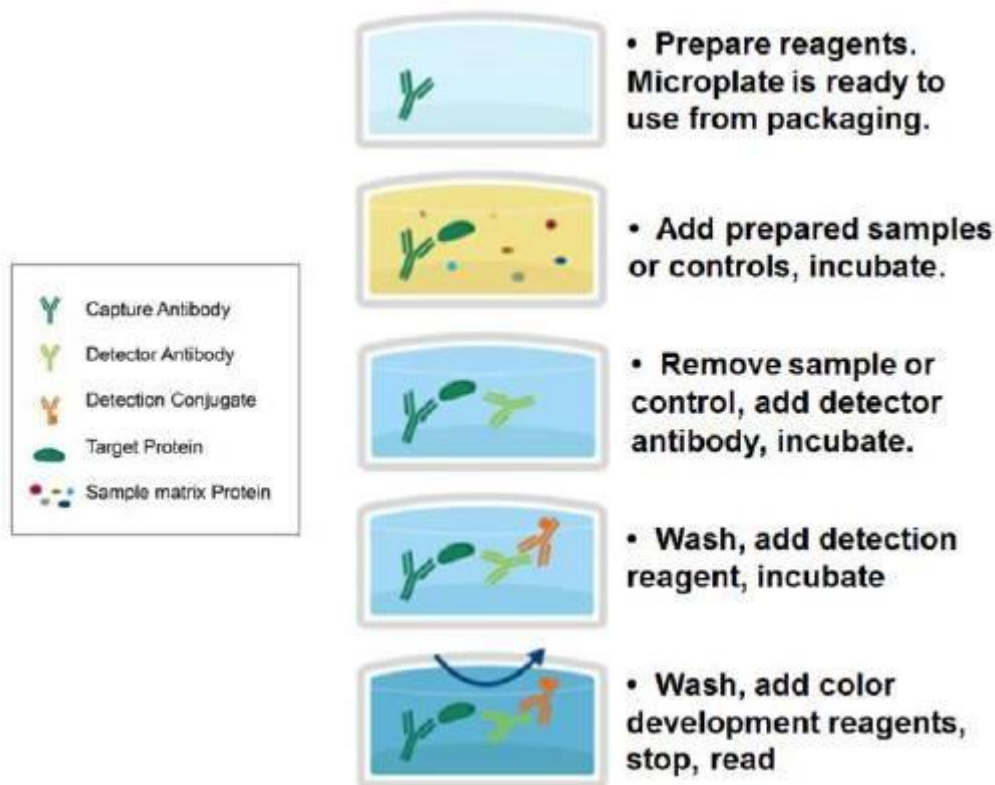 • Prepare reagents.
Microplate is ready to
use from packaging.
• Add prepared samples
or controls, incubate.
Capture Antibody
Detector Antibody
Detection Conjugate
Target Protein
Sample matrix Protein
• Remove sample or
control, add detector
antibody, incubate.
• Wash, add detection
reagent, incubate
• Wash, add color
development reagents,
stop, read